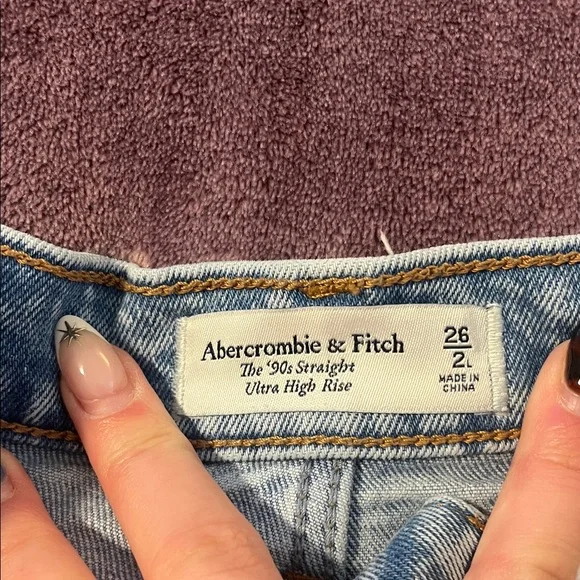 Abercrombie & Fitch
The '90s Straight
Ultra High Rise
26
2L
MADE IN
CHINA